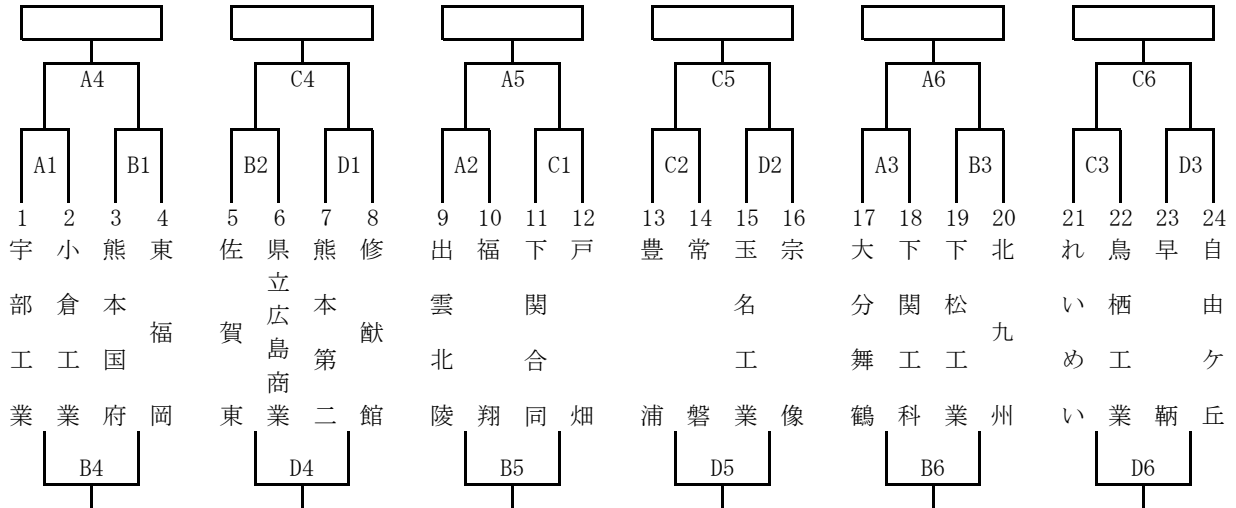 A4 C4 A5 C5 A6 C6
A1 B1 B2 D1 A2 C1 C2 D2 A3 B3 C3 D3
1 2 3 4 5 6 7 8 9 10 11 12 13 14 15 16 17 18 19 20 21 22 23 24
宇部工業
小倉工業
熊本国府
東福岡
佐賀東
県立広島商業
熊本第二
修猷館
出雲北陵
福翔
下関合同
戸畑
豊浦
常磐
玉名工業
宗像
大分舞鶴
下関工科
下松工業
北九州
れいめい
鳥栖工業
早鞆
自由ケ丘
B4 D4 B5 D5 B6 D6